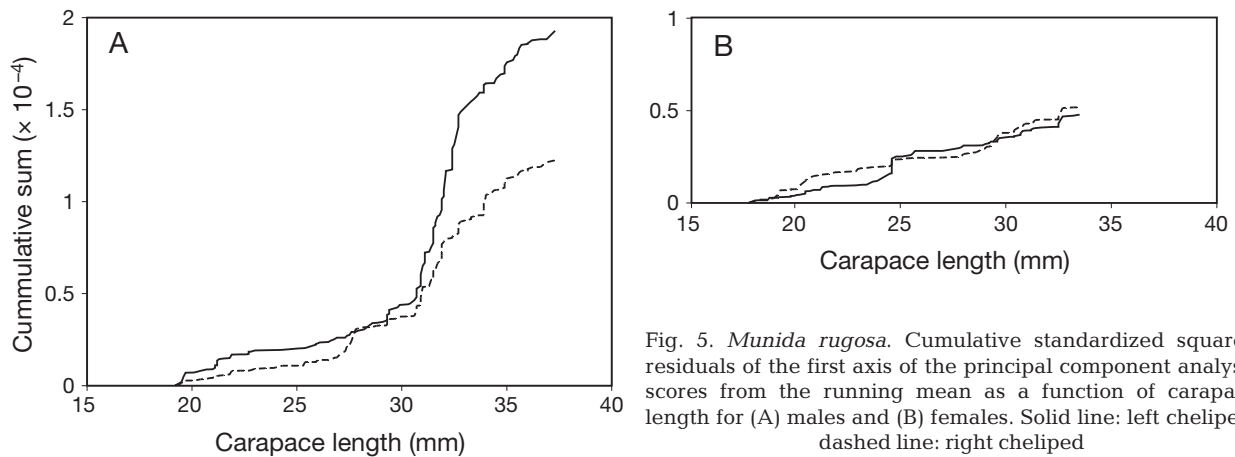 A
2
1.5
1
0.5
0
15 20 25 30 35 40
Cummulative sum (× 10⁻⁴)
Carapace length (mm)
B
1
0.5
0
15 20 25 30 35 40
Carapace length (mm)
Fig. 5. Munida rugosa. Cumulative standardized square
residuals of the first axis of the principal component
scores from the running mean as a function of
length for (A) males and (B) females. Solid line: left
dashed line: right cheliped